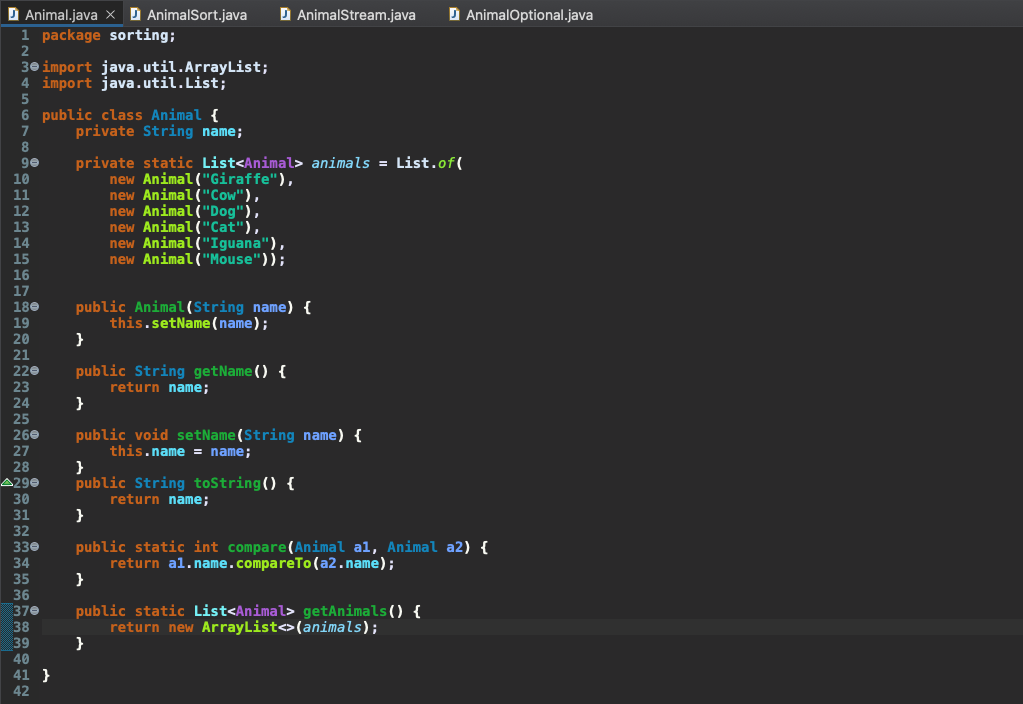 Animal.java AnimalSort.java AnimalStream.java AnimalOptional.java
1 package sorting;
2
3 import java.util.ArrayList;
4 import java.util.List;
5
6 public class Animal {
7     private String name;
8
9     private static List<Animal> animals = List.of(
10         new Animal("Giraffe"),
11         new Animal("Cow"),
12         new Animal("Dog"),
13         new Animal("Cat"),
14         new Animal("Iguana"),
15         new Animal("Mouse"));
16
17
18     public Animal(String name) {
19         this.setName(name);
20     }
21
22     public String getName() {
23         return name;
24     }
25
26     public void setName(String name) {
27         this.name = name;
28     }
29     public String toString() {
30         return name;
31     }
32
33     public static int compare(Animal a1, Animal a2) {
34         return a1.name.compareTo(a2.name);
35     }
36
37     public static List<Animal> getAnimals() {
38         return new ArrayList<>(animals);
39     }
40
41 }
42